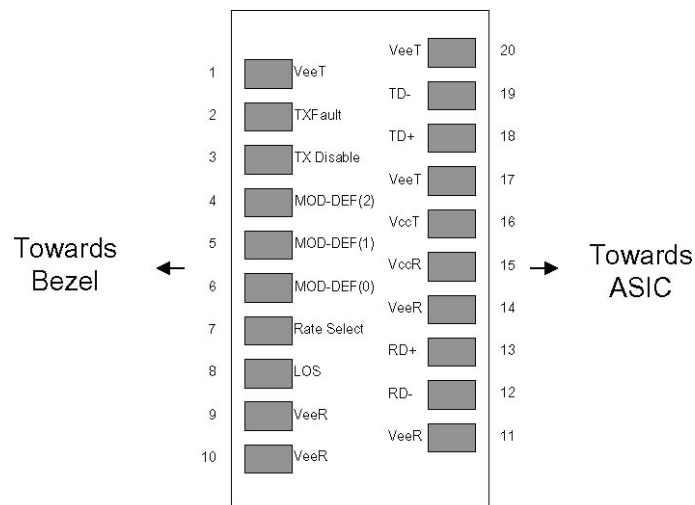 VeeT 20
1 VeeT
TD- 19
2 TXFault
TD+ 18
3 TX Disable
VeeT 17
4 MOD-DEF(2)
VccT 16
5 MOD-DEF(1)
Towards
Bezel
VccR 15
Towards
ASIC
6 MOD-DEF(0)
VeeR 14
7 Rate Select
RD+ 13
8 LOS
RD- 12
9 VeeR
VeeR 11
10 VeeR